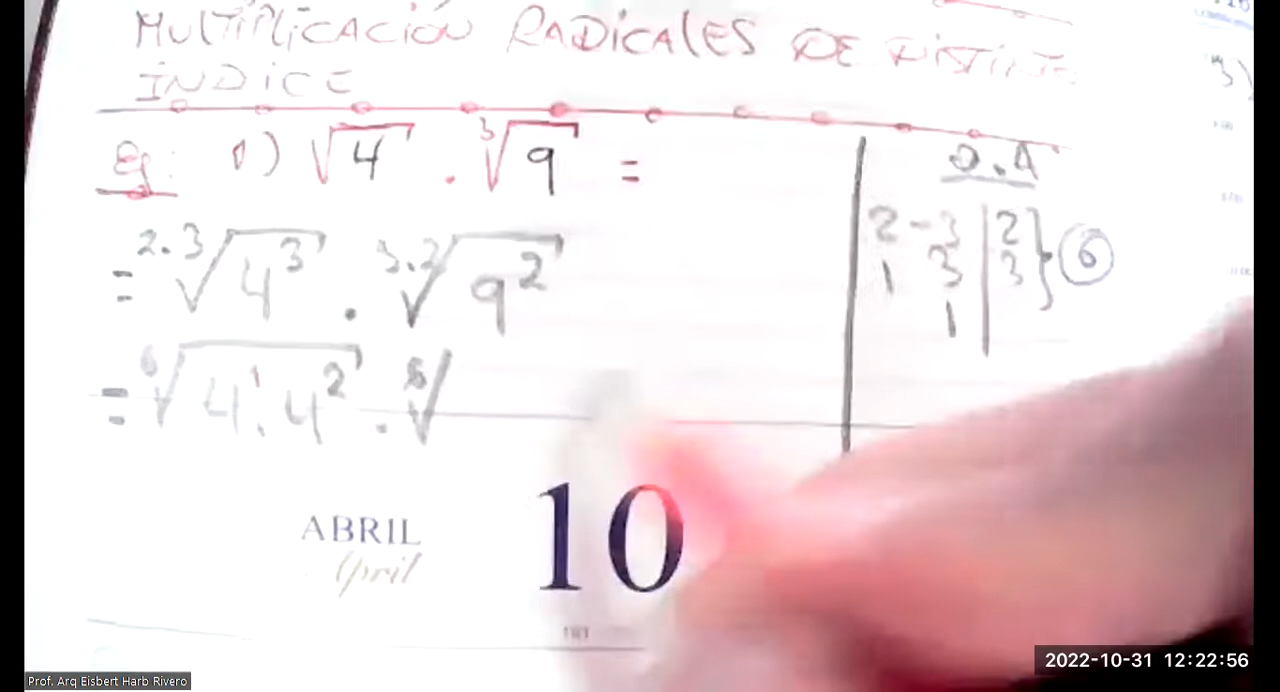 MULTIPLICACIÓN RADICALES DE DISTINTO
ÍNDICE
Ej: 1) √4 . ³√9 =
O.A
2 - 3 | 2
1 3 | 3 } 6
1
= ²·³√4³ . ³·²√9²
= ⁶√4¹.4² . ⁶√
ABRIL 10
April
2022-10-31 12:22:56
Prof. Arq Eisbert Harb Rivero